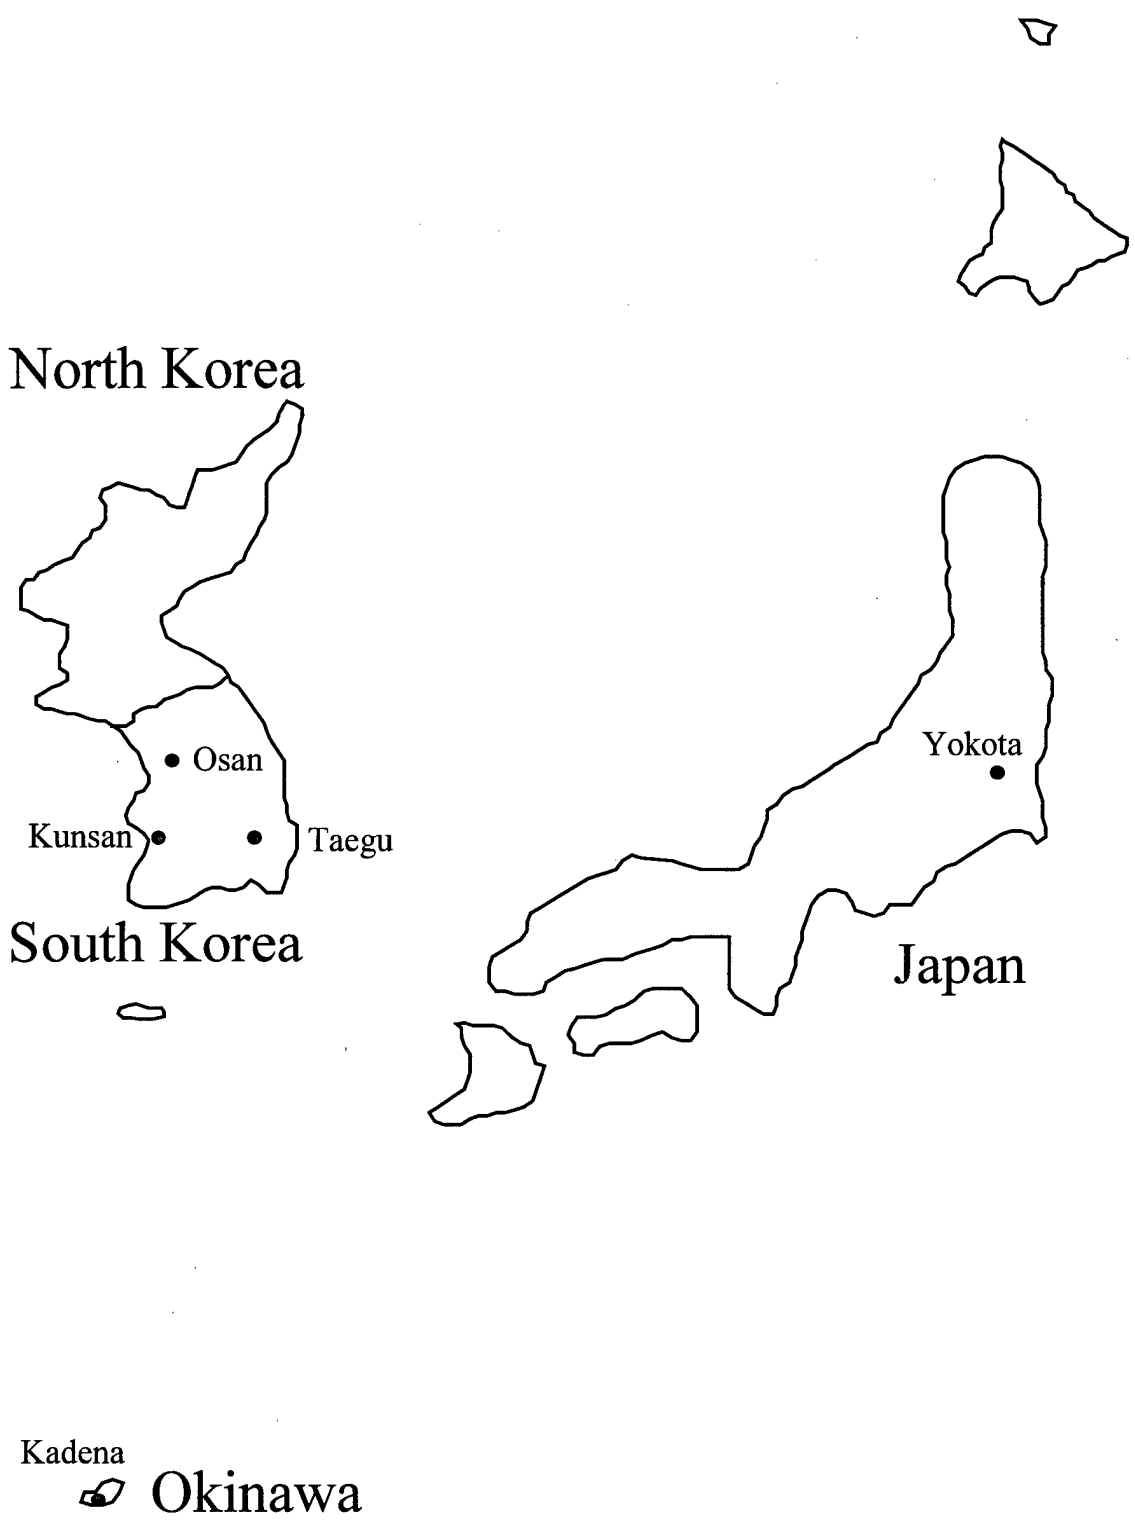 North Korea
Yokota
Osan
Kunsan
Taegu
South Korea
Japan
Kadena
Okinawa